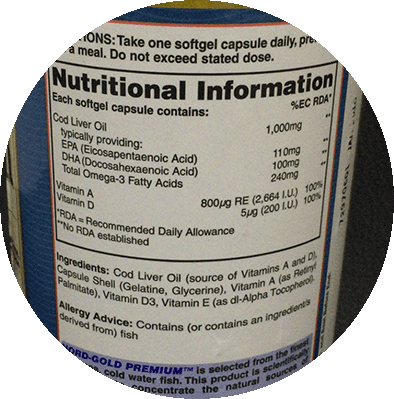 IONS: Take one softgel capsule daily,
a meal. Do not exceed stated dose.
Nutritional Information
Each softgel capsule contains: %EC RDA*
Cod Liver Oil 1,000mg **
typically providing:
EPA (Eicosapentaenoic Acid) 110mg **
DHA (Docosahexaenoic Acid) 100mg **
Total Omega-3 Fatty Acids 240mg
Vitamin A 800µg RE (2,664 I.U.) 100%
Vitamin D 5µg (200 I.U.) 100%
*RDA = Recommended Daily Allowance
**No RDA established
Ingredients: Cod Liver Oil (source of Vitamins A and D),
Capsule Shell (Gelatine, Glycerine), Vitamin A (as Retinyl
Palmitate), Vitamin D3, Vitamin E (as dl-Alpha Tocopherol).
Allergy Advice: Contains (or contains an ingredient/s
derived from) fish
ORD-GOLD PREMIUM™ is selected from the finest
cold water fish. This product is scientifically
concentrate the natural sources of